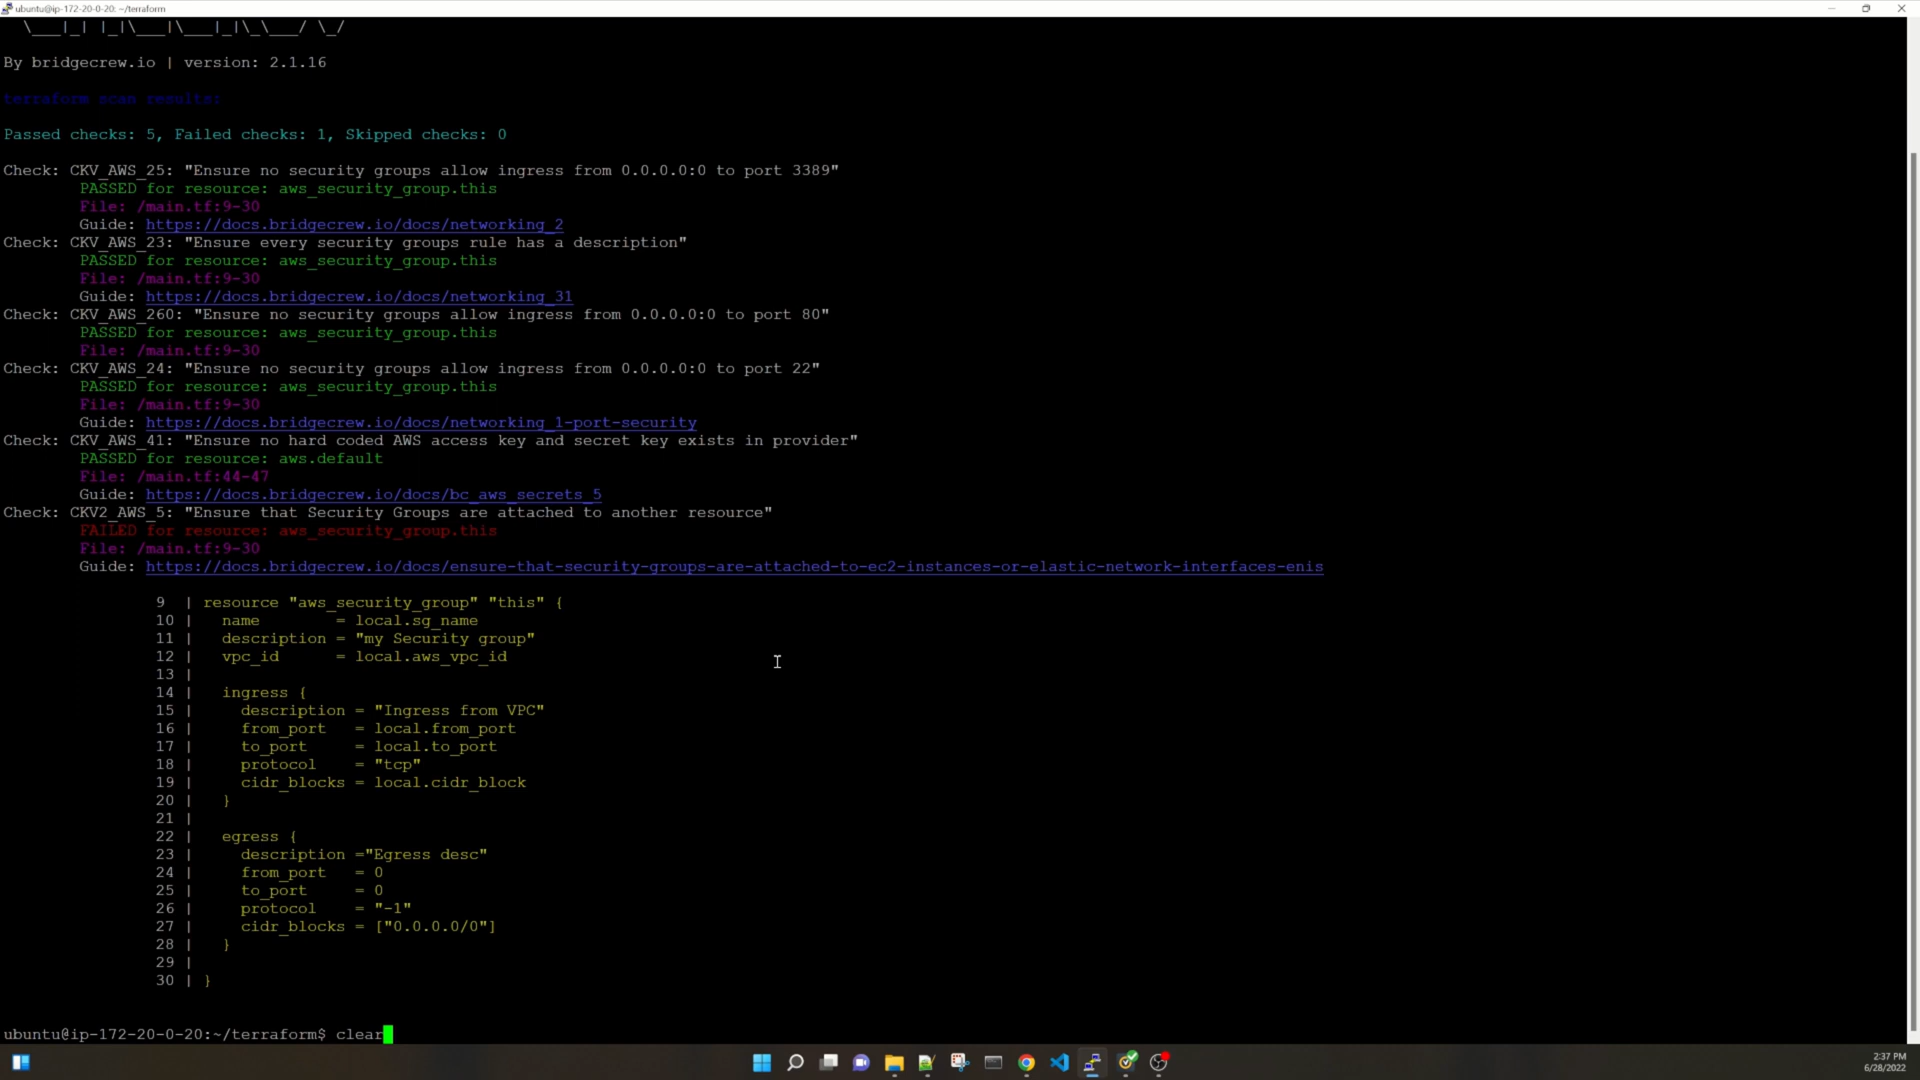 ubuntu@ip-172-20-0-20: ~/terraform
By bridgecrew.io | version: 2.1.16
terraform scan results:
Passed checks: 5, Failed checks: 1, Skipped checks: 0
Check: CKV_AWS_25: "Ensure no security groups allow ingress from 0.0.0.0:0 to port 3389"
PASSED for resource: aws_security_group.this
File: /main.tf:9-30
Guide: https://docs.bridgecrew.io/docs/networking_2
Check: CKV_AWS_23: "Ensure every security groups rule has a description"
PASSED for resource: aws_security_group.this
File: /main.tf:9-30
Guide: https://docs.bridgecrew.io/docs/networking_31
Check: CKV_AWS_260: "Ensure no security groups allow ingress from 0.0.0.0:0 to port 80"
PASSED for resource: aws_security_group.this
File: /main.tf:9-30
Check: CKV_AWS_24: "Ensure no security groups allow ingress from 0.0.0.0:0 to port 22"
PASSED for resource: aws_security_group.this
File: /main.tf:9-30
Guide: https://docs.bridgecrew.io/docs/networking_1-port-security
Check: CKV_AWS_41: "Ensure no hard coded AWS access key and secret key exists in provider"
PASSED for resource: aws.default
File: /main.tf:44-47
Guide: https://docs.bridgecrew.io/docs/bc_aws_secrets_5
Check: CKV2_AWS_5: "Ensure that Security Groups are attached to another resource"
FAILED for resource: aws_security_group.this
File: /main.tf:9-30
Guide: https://docs.bridgecrew.io/docs/ensure-that-security-groups-are-attached-to-ec2-instances-or-elastic-network-interfaces-enis
9 | resource "aws_security_group" "this" {
10 | name = local.sg_name
11 | description = "my Security group"
12 | vpc_id = local.aws_vpc_id
13 |
14 | ingress {
15 | description = "Ingress from VPC"
16 | from_port = local.from_port
17 | to_port = local.to_port
18 | protocol = "tcp"
19 | cidr_blocks = local.cidr_block
20 | }
21 |
22 | egress {
23 | description ="Egress desc"
24 | from_port = 0
25 | to_port = 0
26 | protocol = "-1"
27 | cidr_blocks = ["0.0.0.0/0"]
28 | }
29 |
30 | }
ubuntu@ip-172-20-0-20:~/terraform$ clear
2:37 PM
6/28/2022